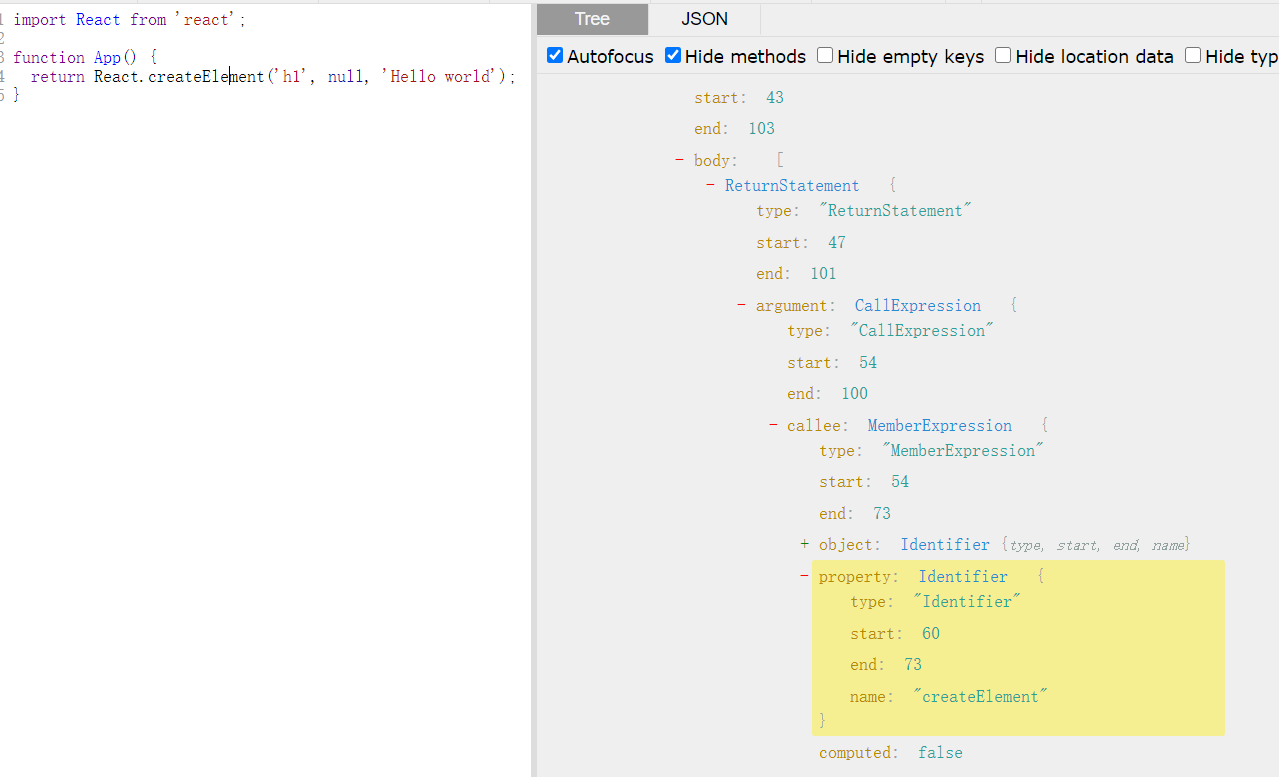 1 import React from 'react';
2
3 function App() {
4   return React.createElement('h1', null, 'Hello world');
5 }
Tree JSON
Autofocus Hide methods Hide empty keys Hide location data Hide typ
start: 43
end: 103
- body: [
- ReturnStatement {
type: "ReturnStatement"
start: 47
end: 101
- argument: CallExpression {
type: "CallExpression"
start: 54
end: 100
- callee: MemberExpression {
type: "MemberExpression"
start: 54
end: 73
+ object: Identifier {type, start, end, name}
- property: Identifier {
type: "Identifier"
start: 60
end: 73
name: "createElement"
}
computed: false